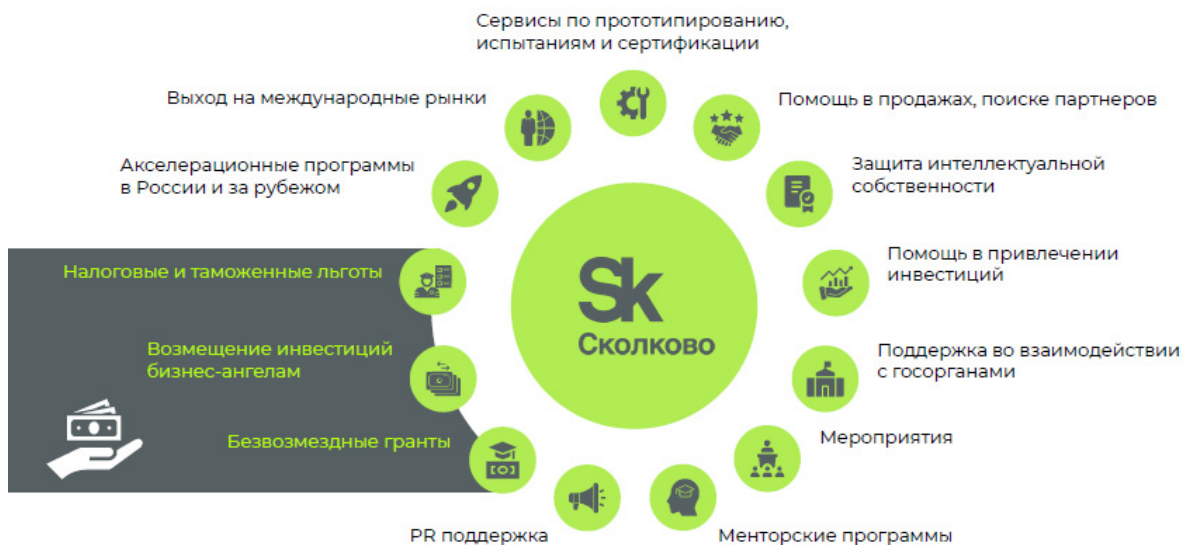 Сервисы по прототипированию,
испытаниям и сертификации
Выход на международные рынки
Помощь в продажах, поиске партнеров
Акселерационные программы
в России и за рубежом
Защита интеллектуальной
собственности
Налоговые и таможенные льготы
Помощь в привлечении
инвестиций
Sk
Сколково
Возмещение инвестиций
бизнес-ангелам
Поддержка во взаимодействии
с госорганами
Безвозмездные гранты
Мероприятия
PR поддержка
Менторские программы